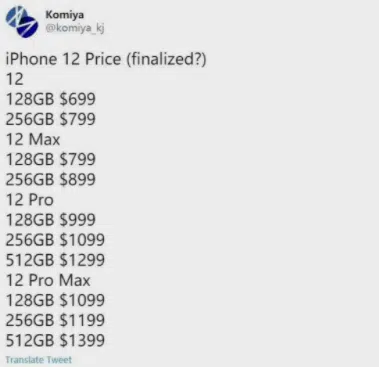 Komiya
@komiya_kj
iPhone 12 Price (finalized?)
12
128GB $699
256GB $799
12 Max
128GB $799
256GB $899
12 Pro
128GB $999
256GB $1099
512GB $1299
12 Pro Max
128GB $1099
256GB $1199
512GB $1399
Translate Tweet